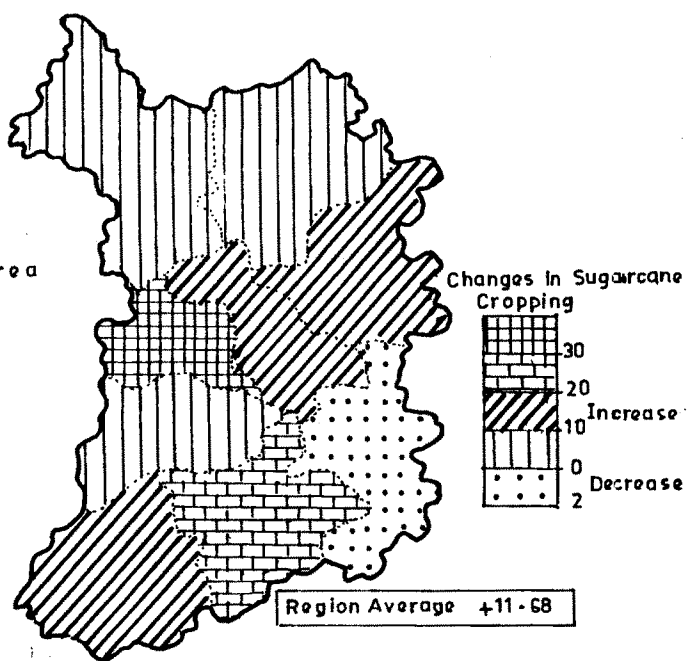 rea
Changes in Sugarcane
Cropping
30
20
Increase
10
0
Decrease
2
Region Average +11-68